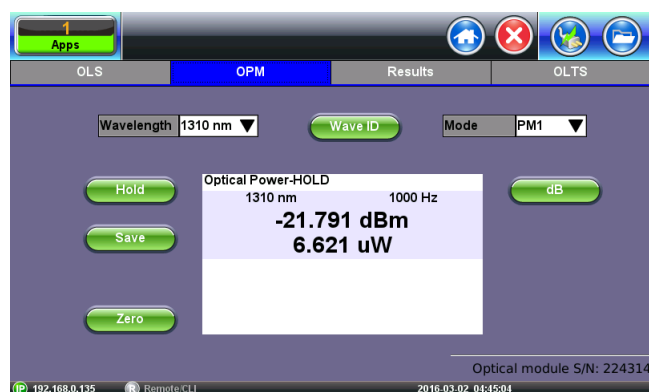 1
Apps
OLS OPM Results OLTS
Wavelength 1310 nm Wave ID Mode PM1
Hold
Save
Zero
Optical Power-HOLD
1310 nm 1000 Hz
-21.791 dBm
6.621 uW
dB
Optical module S/N: 224314
IP 192.168.0.135 R Remote/CLI 2016-03-02 04:45:04